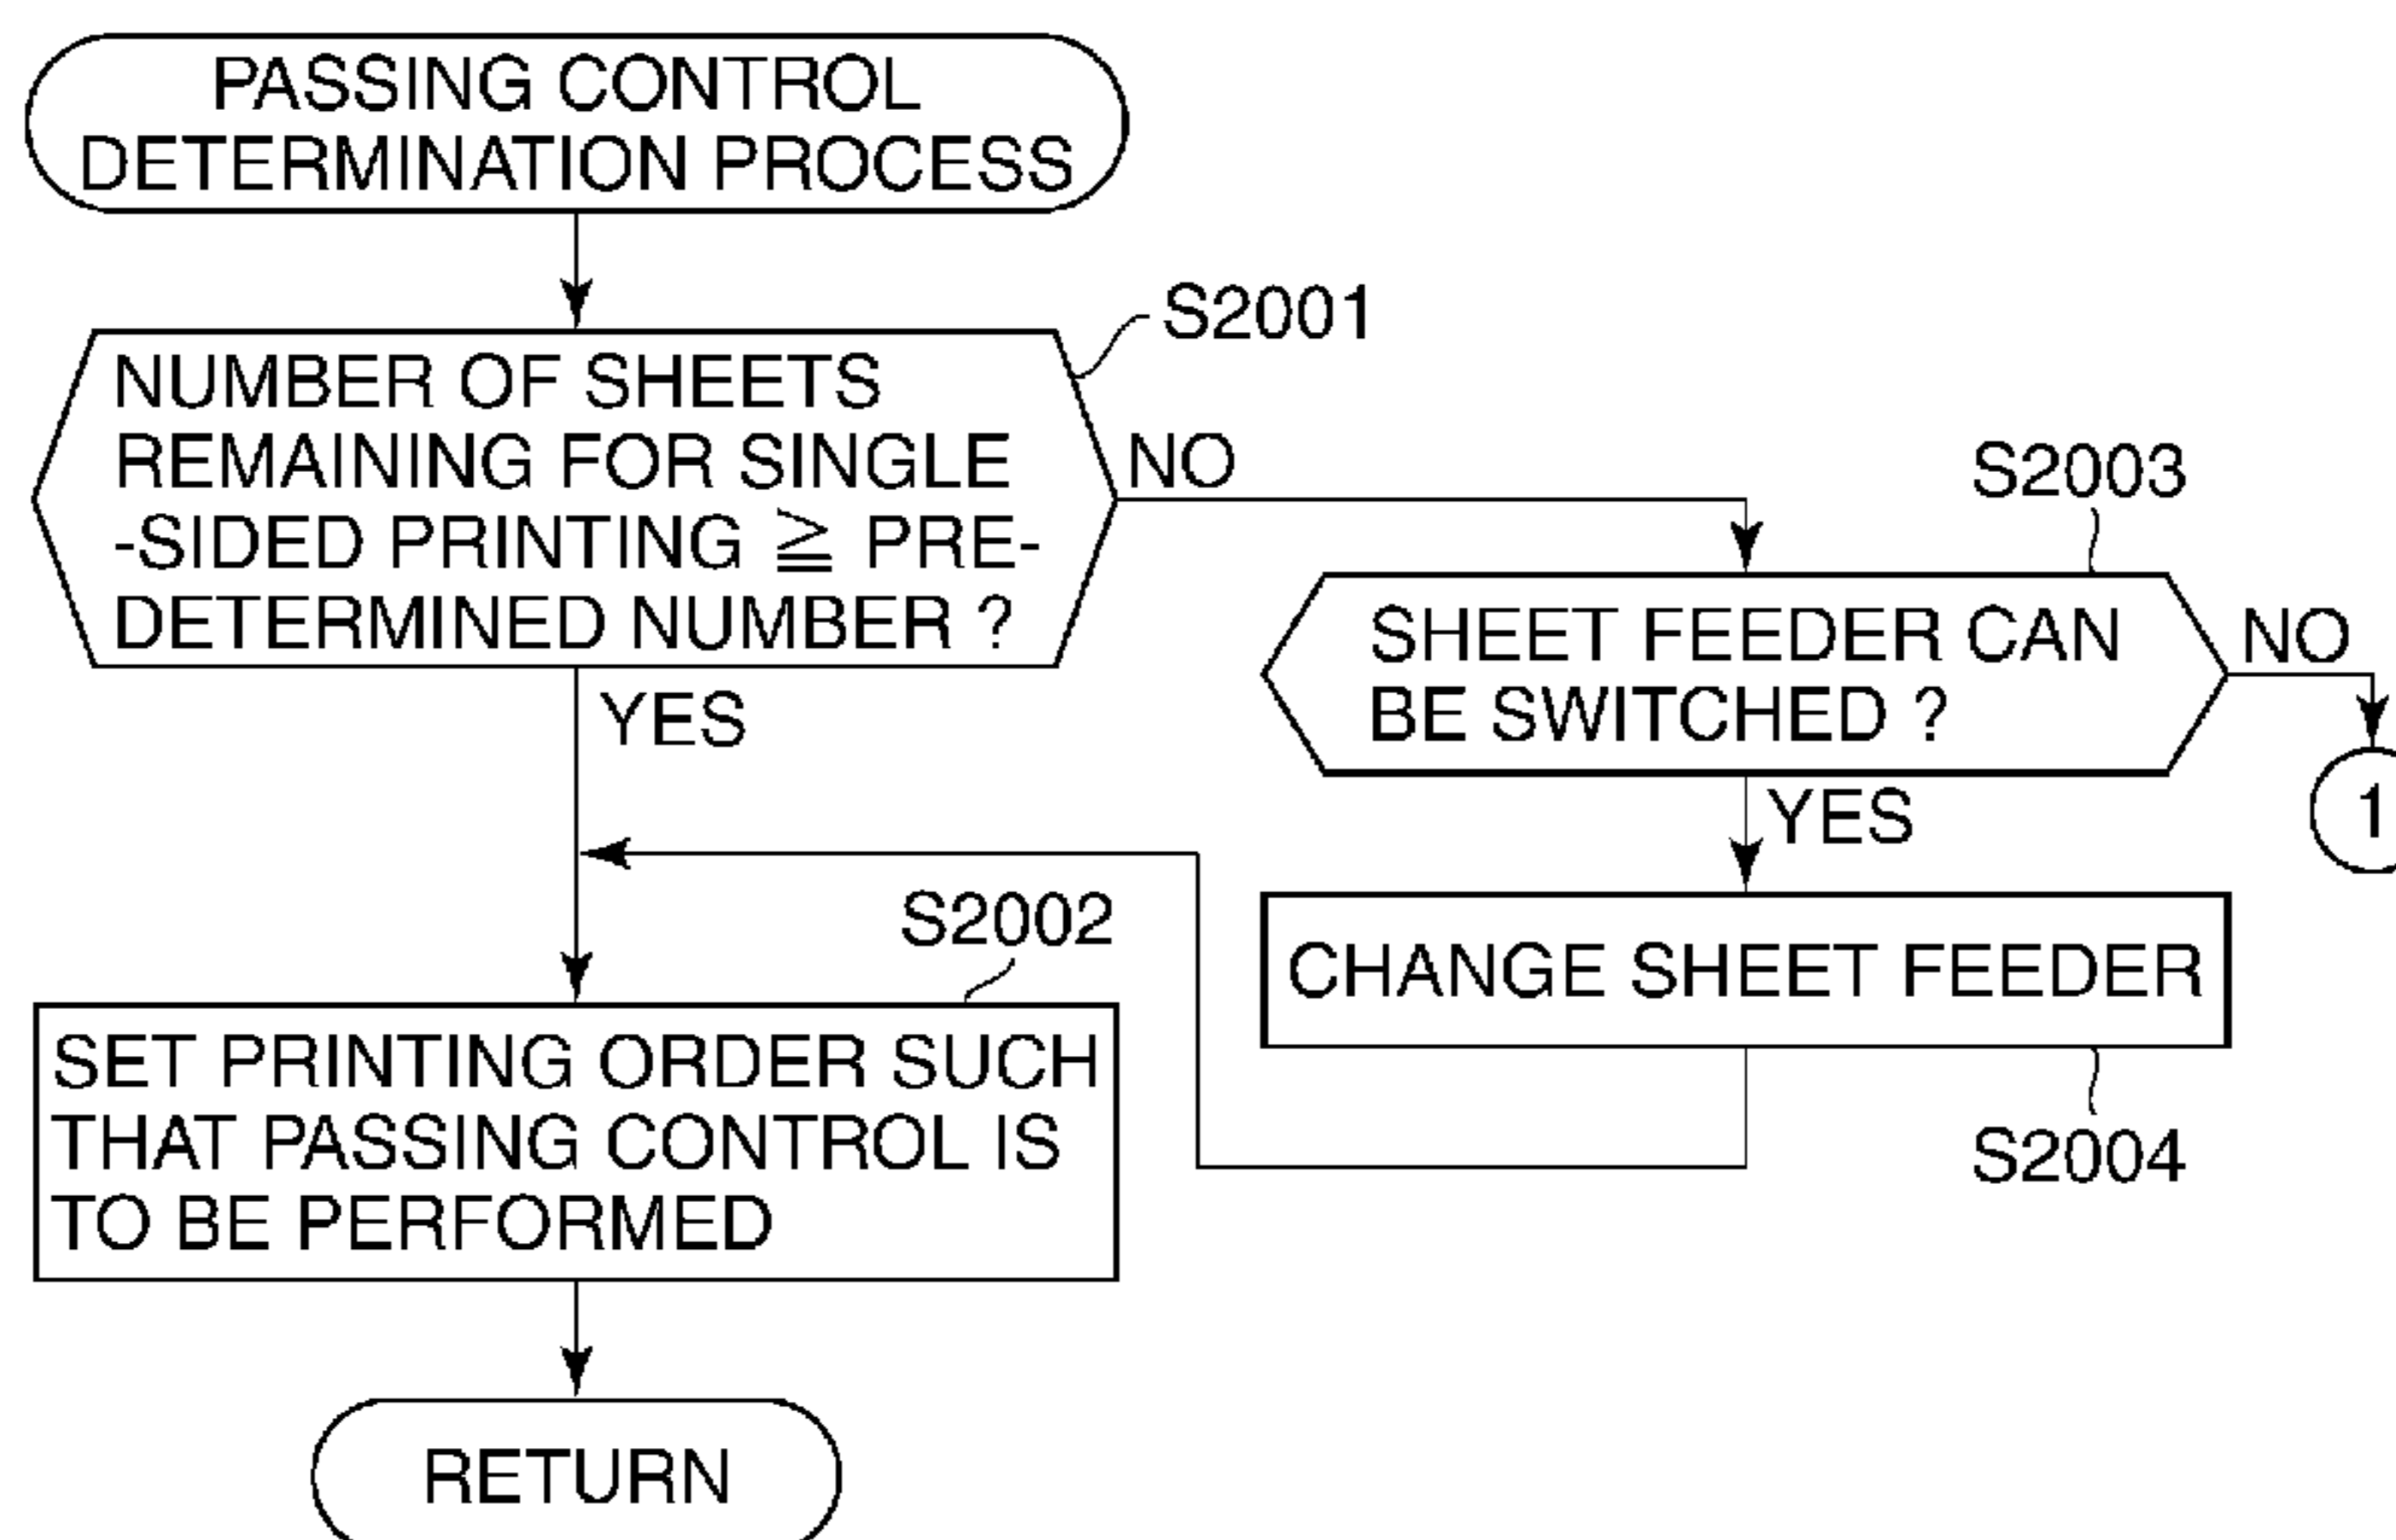 PASSING CONTROL
DETERMINATION PROCESS
S2001
NUMBER OF SHEETS
REMAINING FOR SINGLE
-SIDED PRINTING ≧ PRE-
DETERMINED NUMBER ?
NO
YES
S2003
SHEET FEEDER CAN
BE SWITCHED ?
NO
1
YES
CHANGE SHEET FEEDER
S2004
S2002
SET PRINTING ORDER SUCH
THAT PASSING CONTROL IS
TO BE PERFORMED
RETURN